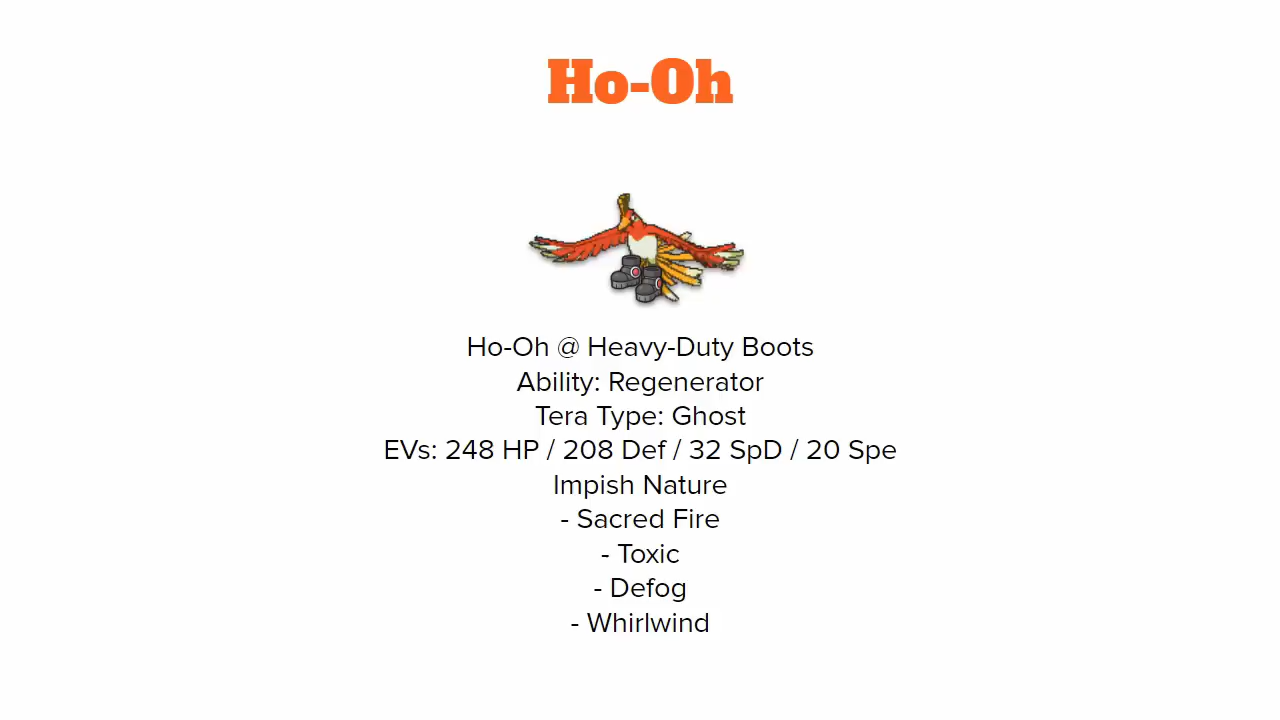 Ho-Oh
Ho-Oh @ Heavy-Duty Boots
Ability: Regenerator
Tera Type: Ghost
EVs: 248 HP / 208 Def / 32 SpD / 20 Spe
Impish Nature
- Sacred Fire
- Toxic
- Defog
- Whirlwind